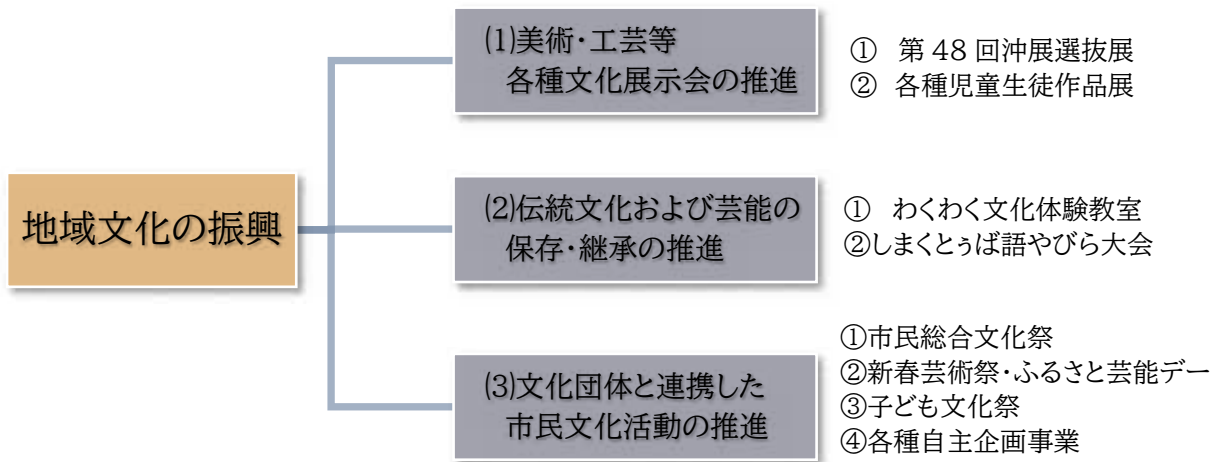 地域文化の振興
(1)美術・工芸等
各種文化展示会の推進
① 第48回沖展選抜展
② 各種児童生徒作品展
(2)伝統文化および芸能の
保存・継承の推進
① わくわく文化体験教室
②しまくとぅば語やびら大会
(3)文化団体と連携した
市民文化活動の推進
①市民総合文化祭
②新春芸術祭・ふるさと芸能デー
③子ども文化祭
④各種自主企画事業